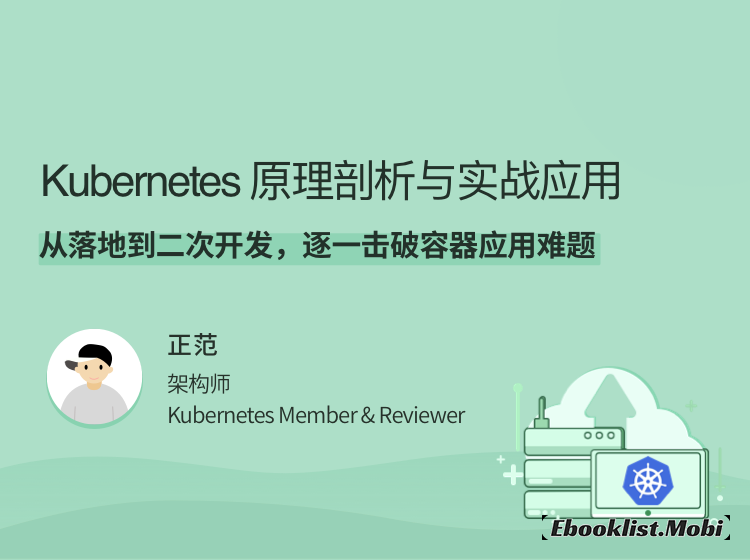 Kubernetes 原理剖析与实战应用
从落地到二次开发，逐一击破容器应用难题
正范
架构师
Kubernetes Member & Reviewer
Ebooklist.Mobi